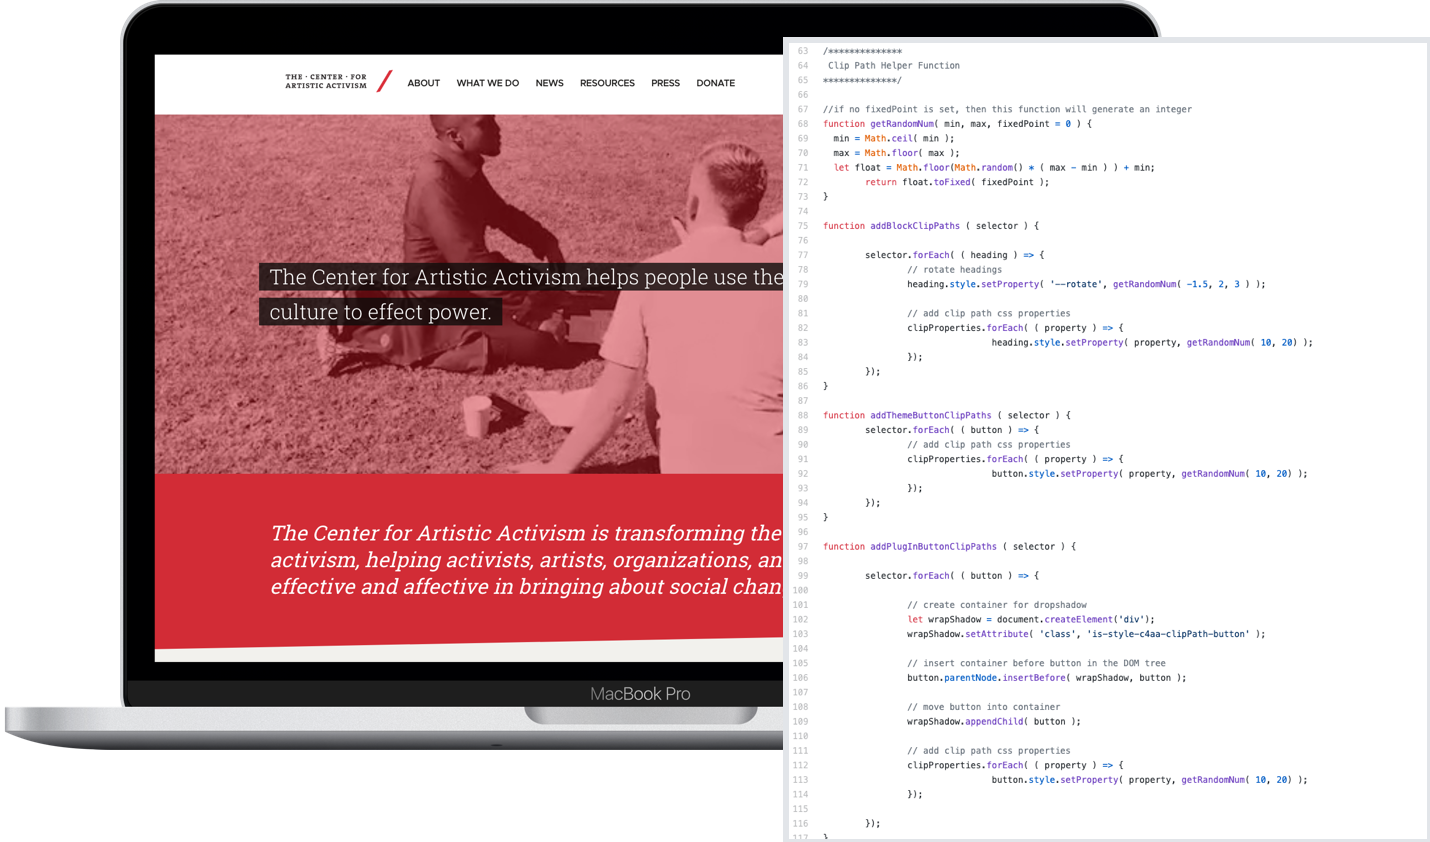 THE · CENTER · FOR
ARTISTIC ACTIVISM
ABOUT WHAT WE DO NEWS RESOURCES PRESS DONATE
The Center for Artistic Activism helps people use the
culture to effect power.
The Center for Artistic Activism is transforming the
activism, helping activists, artists, organizations, an
effective and affective in bringing about social chan
MacBook Pro
63 /**************
64 Clip Path Helper Function
65 **************/
66
67 //if no fixedPoint is set, then this function will generate an integer
68 function getRandomNum( min, max, fixedPoint = 0 ) {
69 min = Math.ceil( min );
70 max = Math.floor( max );
71 let float = Math.floor(Math.random() * ( max - min ) ) + min;
72 return float.toFixed( fixedPoint );
73 }
74
75 function addBlockClipPaths ( selector ) {
76
77 selector.forEach( ( heading ) => {
78 // rotate headings
79 heading.style.setProperty( '--rotate', getRandomNum( -1.5, 2, 3 ) );
80
81 // add clip path css properties
82 clipProperties.forEach( ( property ) => {
83 heading.style.setProperty( property, getRandomNum( 10, 20) );
84 });
85 });
86 }
87
88 function addThemeButtonClipPaths ( selector ) {
89 selector.forEach( ( button ) => {
90 // add clip path css properties
91 clipProperties.forEach( ( property ) => {
92 button.style.setProperty( property, getRandomNum( 10, 20) );
93 });
94 });
95 }
96
97 function addPlugInButtonClipPaths ( selector ) {
98
99 selector.forEach( ( button ) => {
100
101 // create container for dropshadow
102 let wrapShadow = document.createElement('div');
103 wrapShadow.setAttribute( 'class', 'is-style-c4aa-clipPath-button' );
104
105 // insert container before button in the DOM tree
106 button.parentNode.insertBefore( wrapShadow, button );
107
108 // move button into container
109 wrapShadow.appendChild( button );
110
111 // add clip path css properties
112 clipProperties.forEach( ( property ) => {
113 button.style.setProperty( property, getRandomNum( 10, 20) );
114 });
115
116 });
117 }